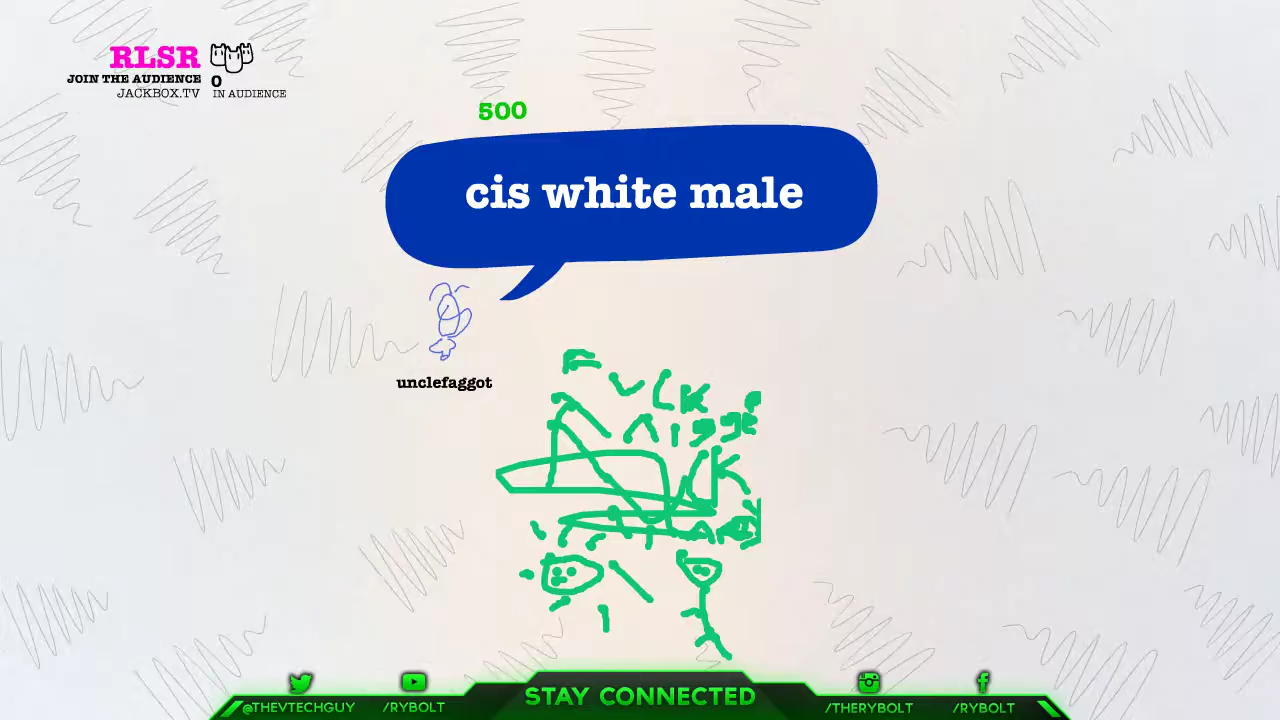 RLSR
JOIN THE AUDIENCE
JACKBOX.TV
0
IN AUDIENCE
500
cis white male
unclefaggot
STAY CONNECTED
@THEVTECHGUY
/RYBOLT
/THERYBOLT
/RYBOLT